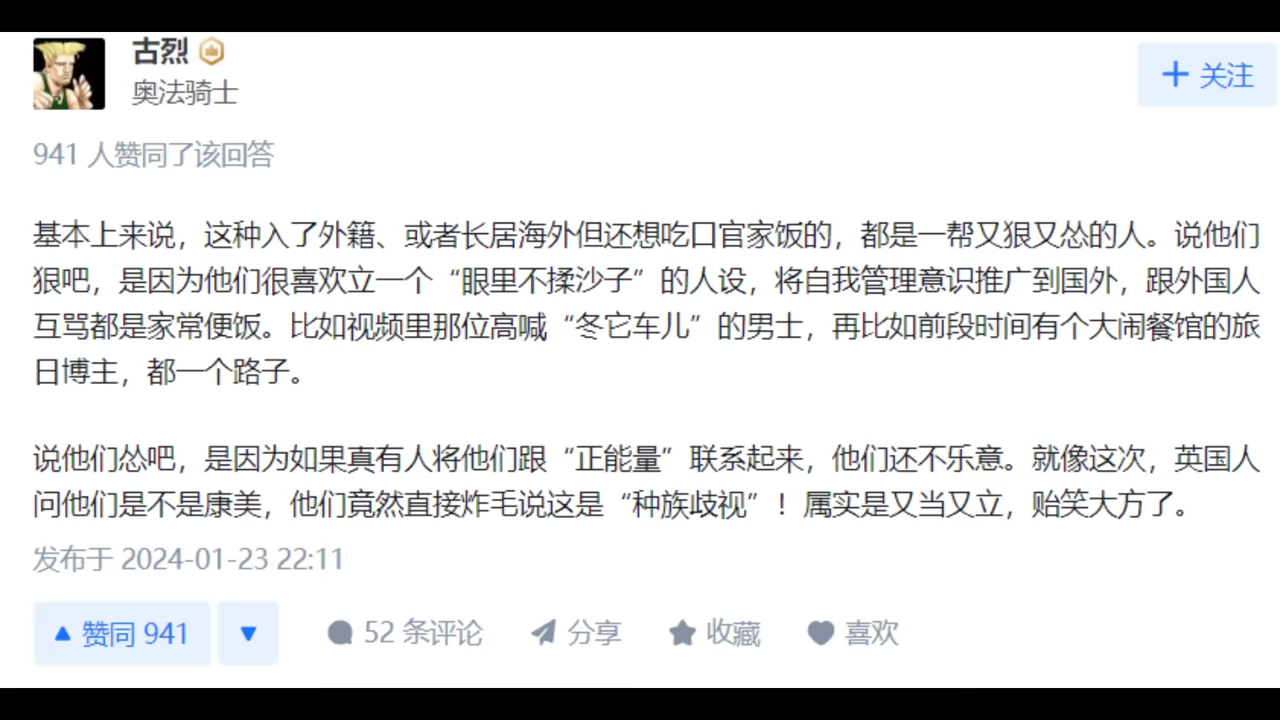 古烈
奥法骑士
+ 关注
941 人赞同了该回答
基本上来说，这种入了外籍、或者长居海外但还想吃口官家饭的，都是一帮又狠又怂的人。说他们
狠吧，是因为他们很喜欢立一个“眼里不揉沙子”的人设，将自我管理意识推广到国外，跟外国人
互骂都是家常便饭。比如视频里那位高喊“冬它车儿”的男士，再比如前段时间有个大闹餐馆的旅
日博主，都一个路子。
说他们怂吧，是因为如果真有人将他们跟“正能量”联系起来，他们还不乐意。就像这次，英国人
问他们是不是康美，他们竟然直接炸毛说这是“种族歧视”！属实是又当又立，贻笑大方了。
发布于 2024-01-23 22:11
▲ 赞同 941 ▼ 52 条评论 分享 收藏 喜欢